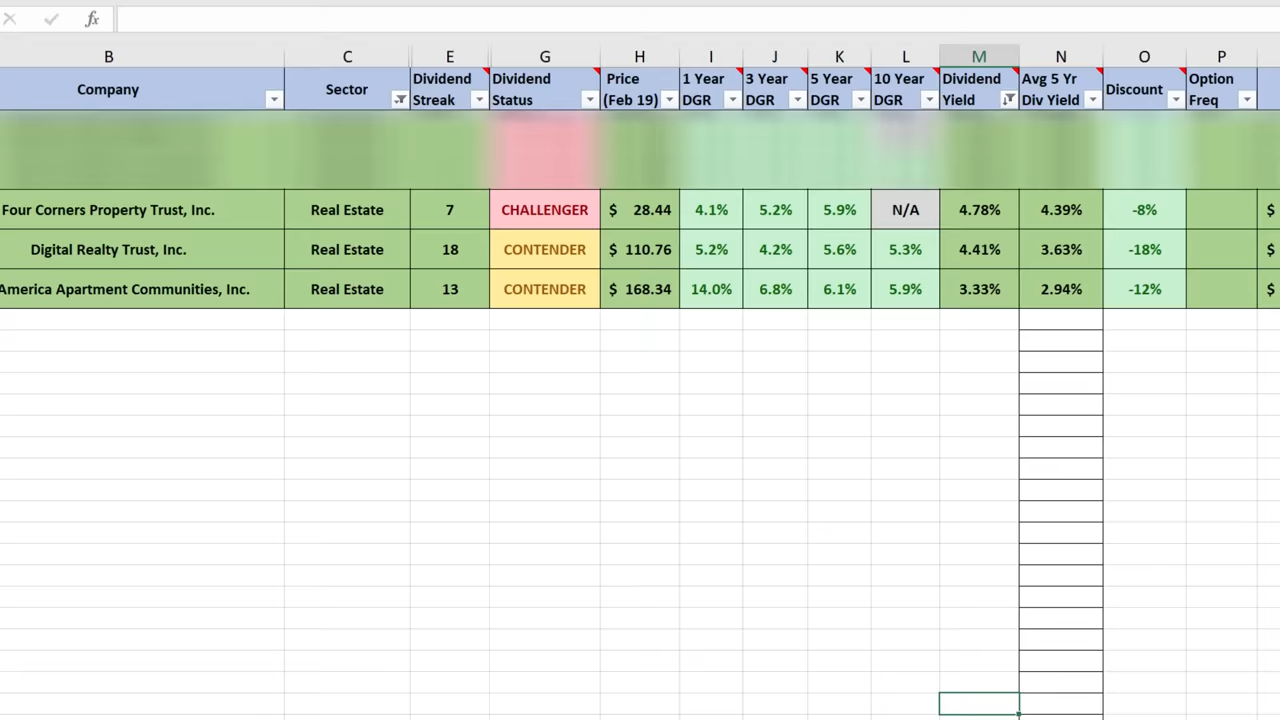 fx
B C E G H I J K L M N O P
Company Sector Dividend Streak Dividend Status Price (Feb 19) 1 Year DGR 3 Year DGR 5 Year DGR 10 Year DGR Dividend Yield Avg 5 Yr Div Yield Discount Option Freq
Four Corners Property Trust, Inc. Real Estate 7 CHALLENGER $ 28.44 4.1% 5.2% 5.9% N/A 4.78% 4.39% -8% $
Digital Realty Trust, Inc. Real Estate 18 CONTENDER $ 110.76 5.2% 4.2% 5.6% 5.3% 4.41% 3.63% -18% $
America Apartment Communities, Inc. Real Estate 13 CONTENDER $ 168.34 14.0% 6.8% 6.1% 5.9% 3.33% 2.94% -12% $